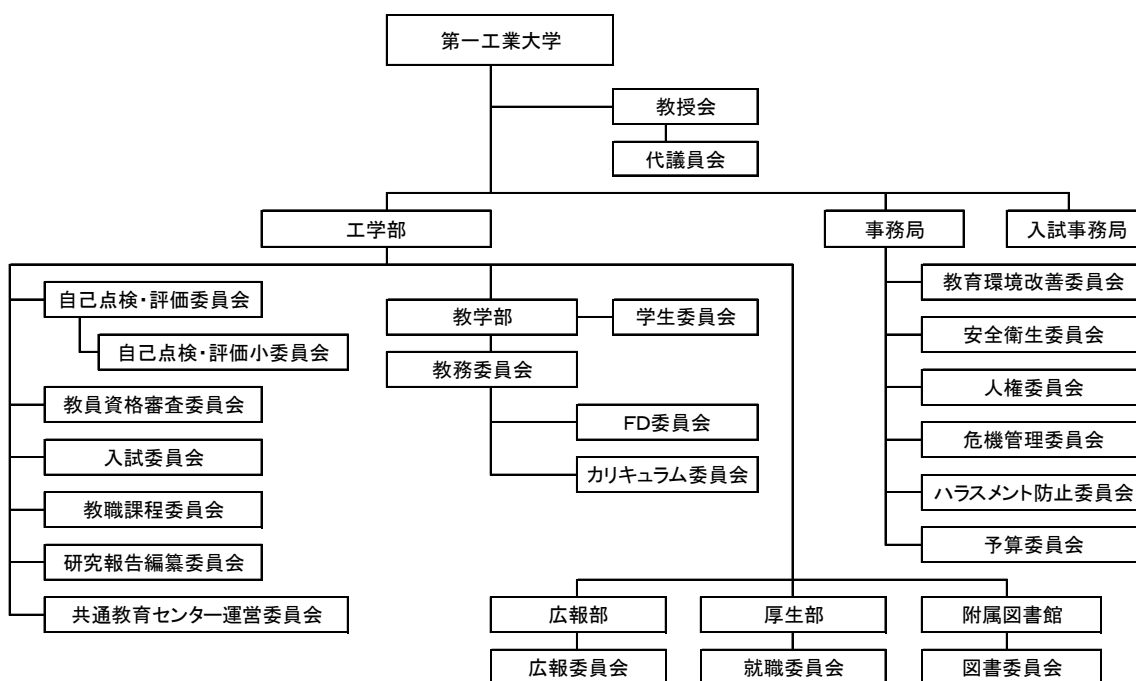 第一工業大学
教授会
代議員会
工学部
事務局
入試事務局
自己点検・評価委員会
自己点検・評価小委員会
教員資格審査委員会
入試委員会
教職課程委員会
研究報告編纂委員会
共通教育センター運営委員会
教学部
学生委員会
教務委員会
FD委員会
カリキュラム委員会
教育環境改善委員会
安全衛生委員会
人権委員会
危機管理委員会
ハラスメント防止委員会
予算委員会
広報部
厚生部
附属図書館
広報委員会
就職委員会
図書委員会